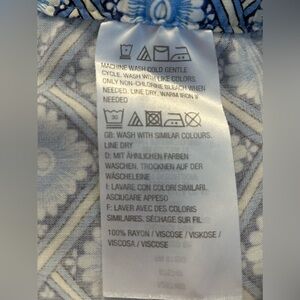 MACHINE WASH COLD GENTLE
CYCLE. WASH WITH LIKE COLORS.
ONLY NON-CHLORINE BLEACH WHEN
NEEDED. LINE DRY. WARM IRON IF
NEEDED
30
GB: WASH WITH SIMILAR COLOURS.
LINE DRY
D: MIT ÄHNLICHEN FARBEN
WASCHEN. TROCKNEN AUF DER
WÄSCHELEINE
I: LAVARE CON COLORI SIMILARI.
ASCIUGARE APPESO
F: LAVER AVEC DES COLORIS
SIMILAIRES. SÉCHAGE SUR FIL
100% RAYON / VISCOSE / VISKOSE /
VISCOSA / VISCOSE